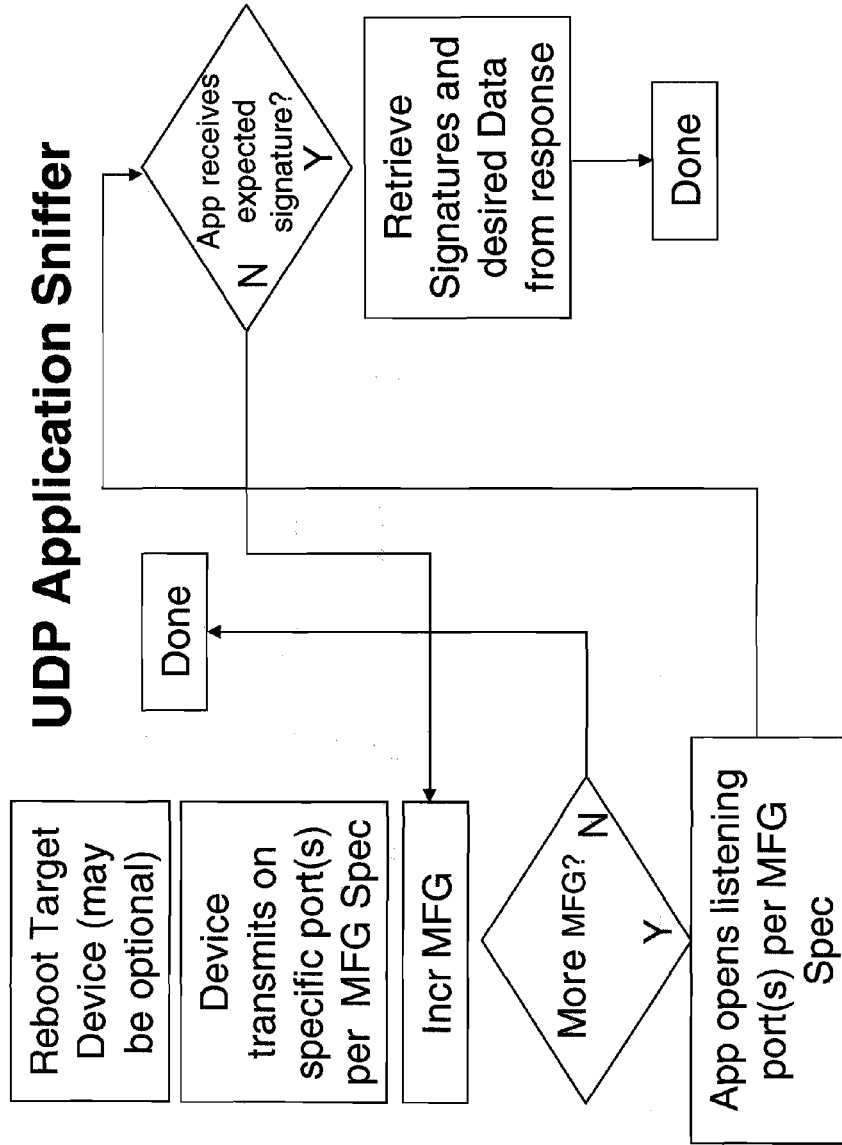 UDP Application Sniffer
Reboot Target
Device (may
be optional)
Device
transmits on
specific port(s)
per MFG Spec
Incr MFG
More MFG?
N
Y
App opens listening
port(s) per MFG
Spec
Done
App receives
expected
signature?
N
Y
Retrieve
Signatures and
desired Data
from response
Done